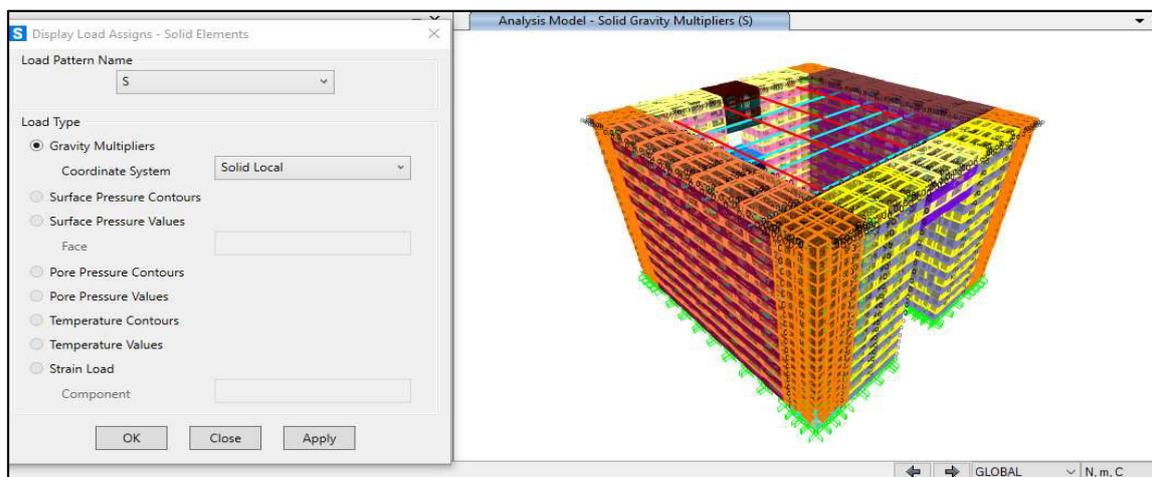 S Display Load Assigns - Solid Elements
Load Pattern Name
S
Load Type
Gravity Multipliers
Coordinate System Solid Local
Surface Pressure Contours
Surface Pressure Values
Face
Pore Pressure Contours
Pore Pressure Values
Temperature Contours
Temperature Values
Strain Load
Component
OK Close Apply
Analysis Model - Solid Gravity Multipliers (S)
GLOBAL N, m, C